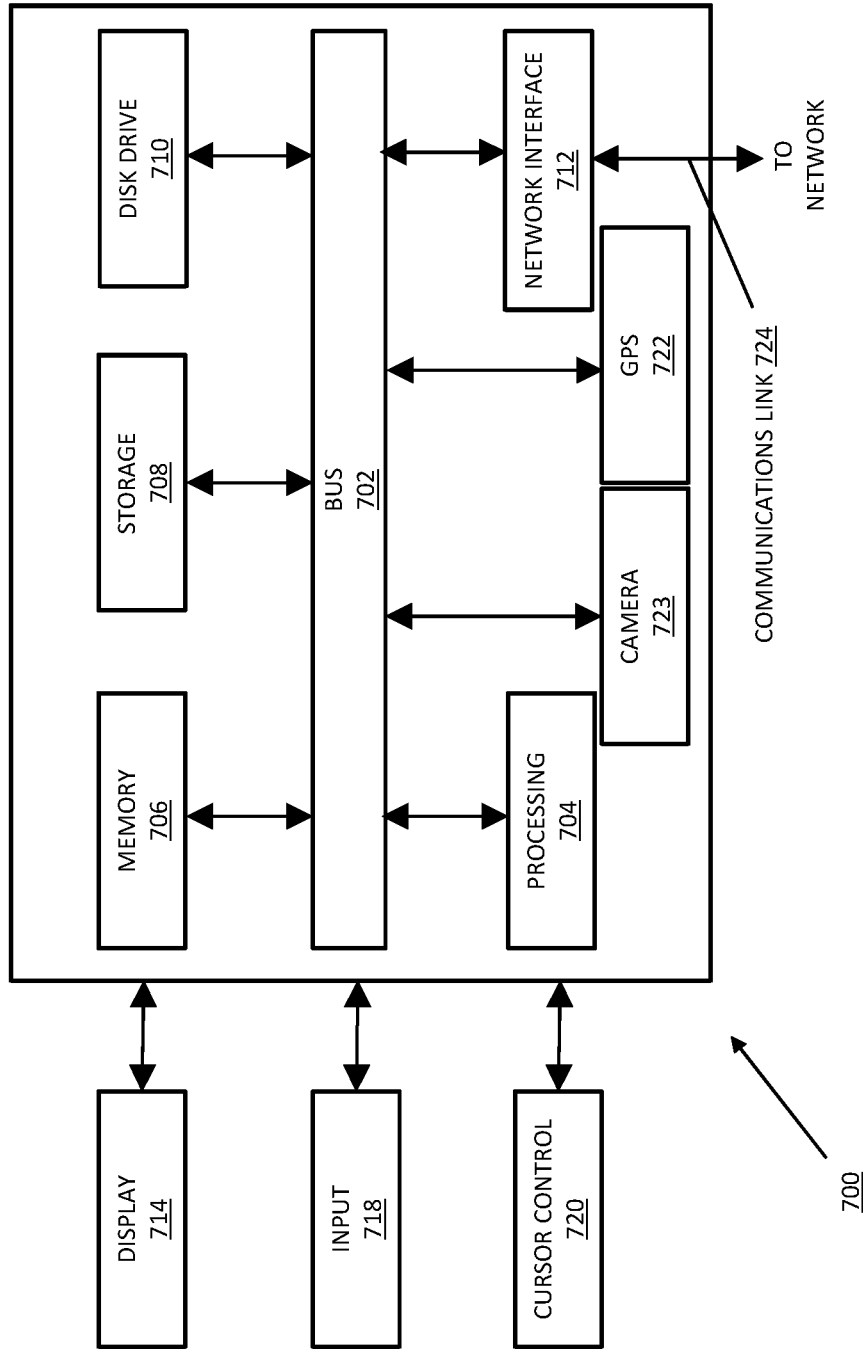 DISPLAY
714
INPUT
718
CURSOR CONTROL
720
MEMORY
706
STORAGE
708
DISK DRIVE
710
BUS
702
PROCESSING
704
CAMERA
723
GPS
722
NETWORK INTERFACE
712
COMMUNICATIONS LINK 724
TO
NETWORK
700